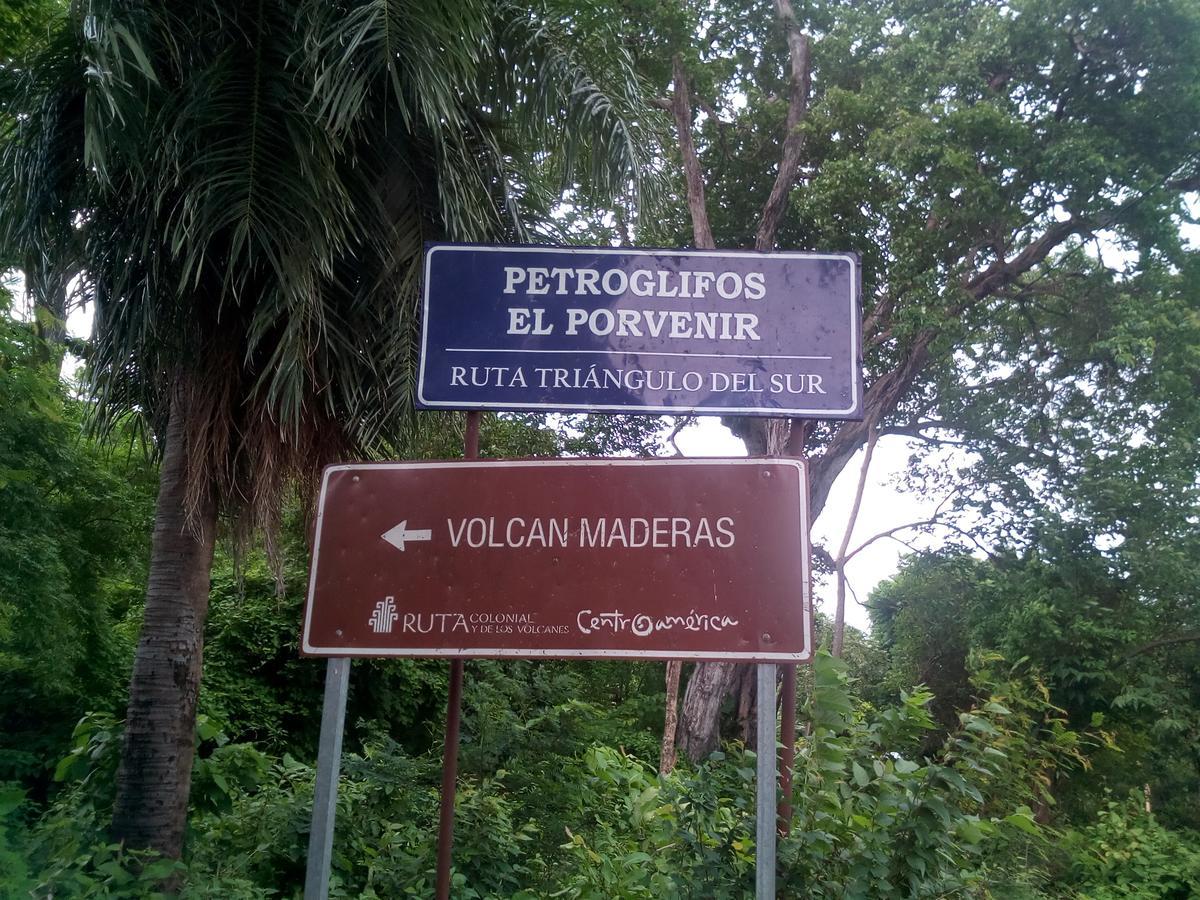 PETROGLIFOS
EL PORVENIR
RUTA TRIÁNGULO DEL SUR
VOLCAN MADERAS
RUTA COLONIAL
Y DE LOS VOLCANES
Centroamérica